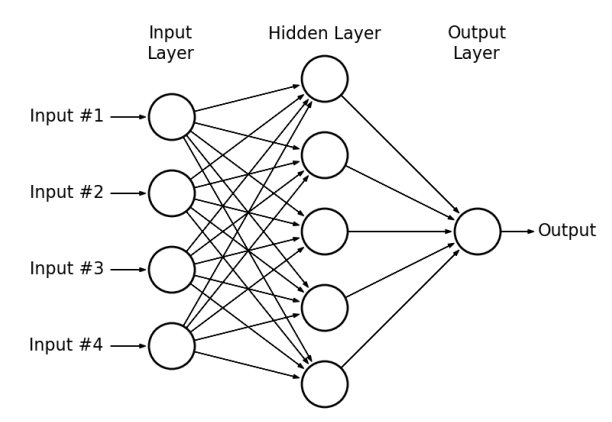 Input
Layer
Hidden Layer
Output
Layer
Input #1
Input #2
Input #3
Input #4
Output